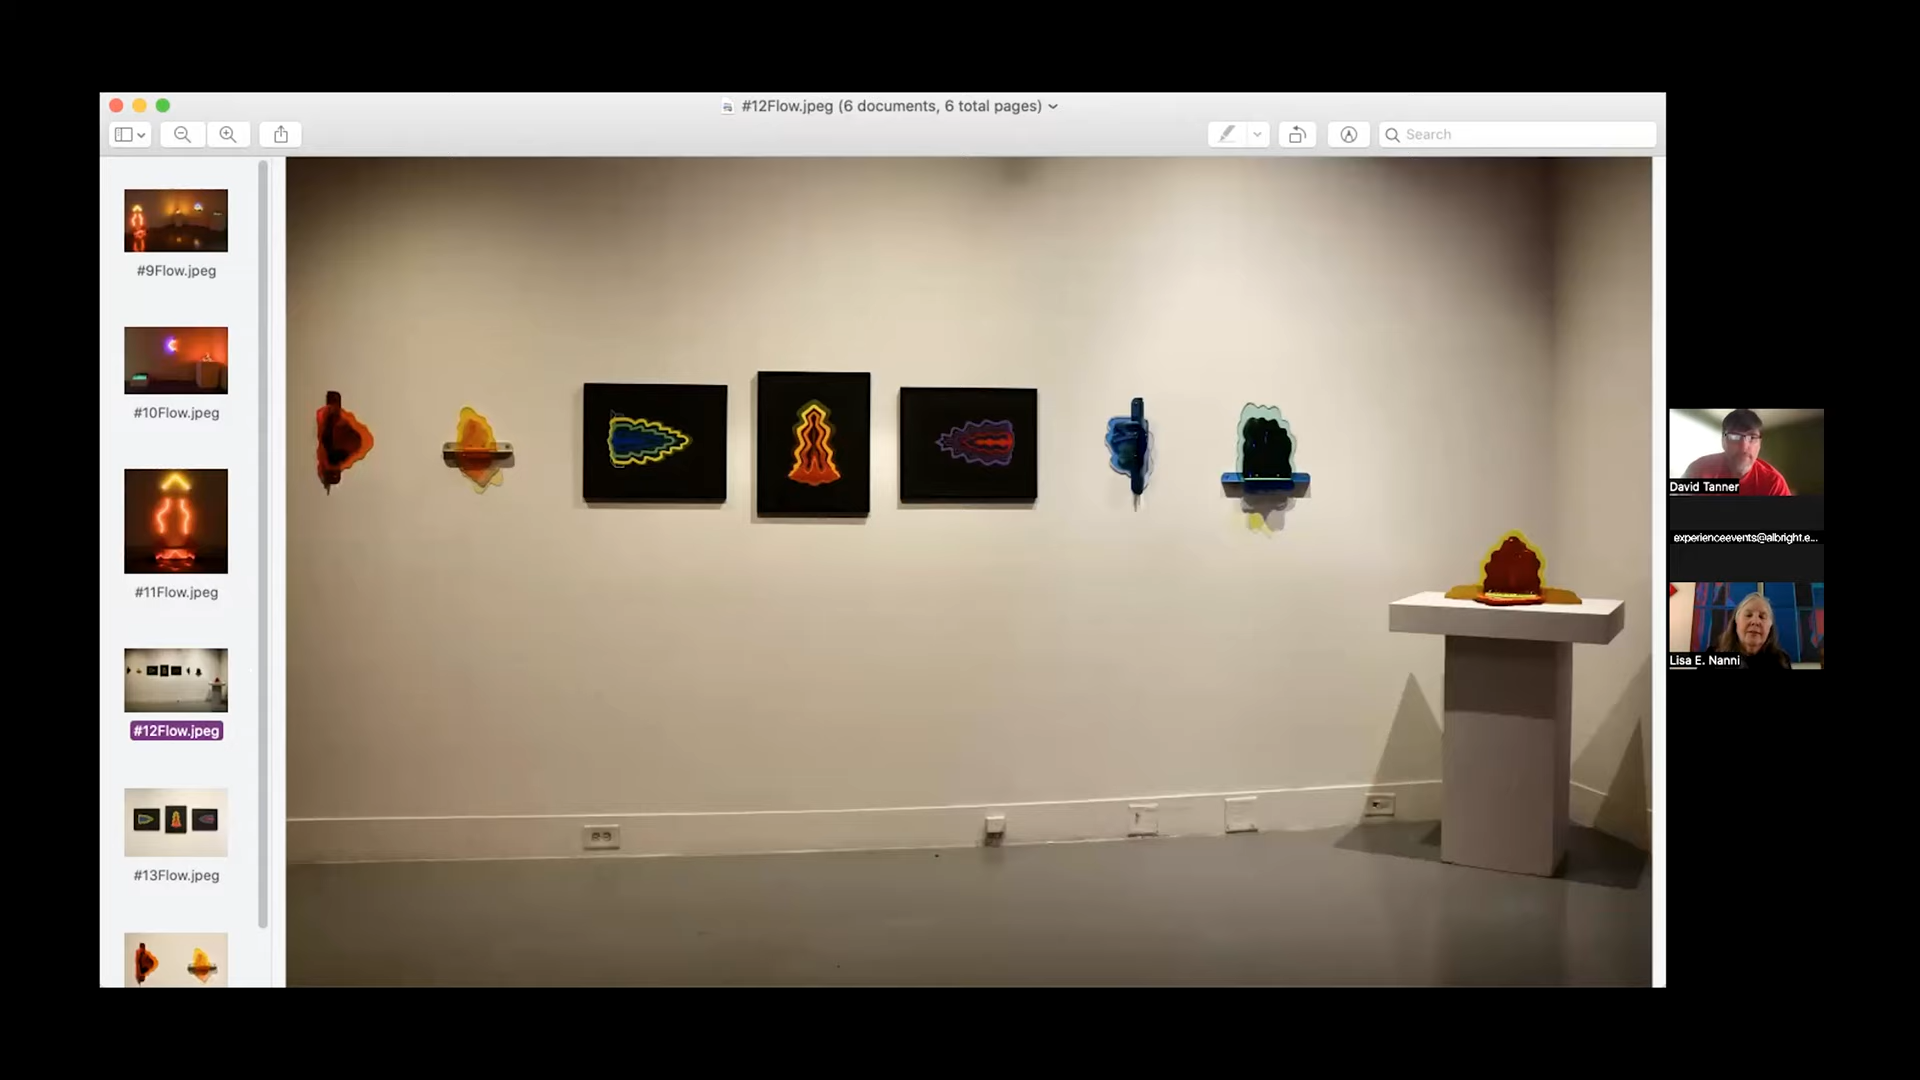 #12Flow.jpeg (6 documents, 6 total pages)
Search
#9Flow.jpeg
#10Flow.jpeg
#11Flow.jpeg
#12Flow.jpeg
#13Flow.jpeg
David Tanner
experienceevents@albright.e...
Lisa E. Nanni